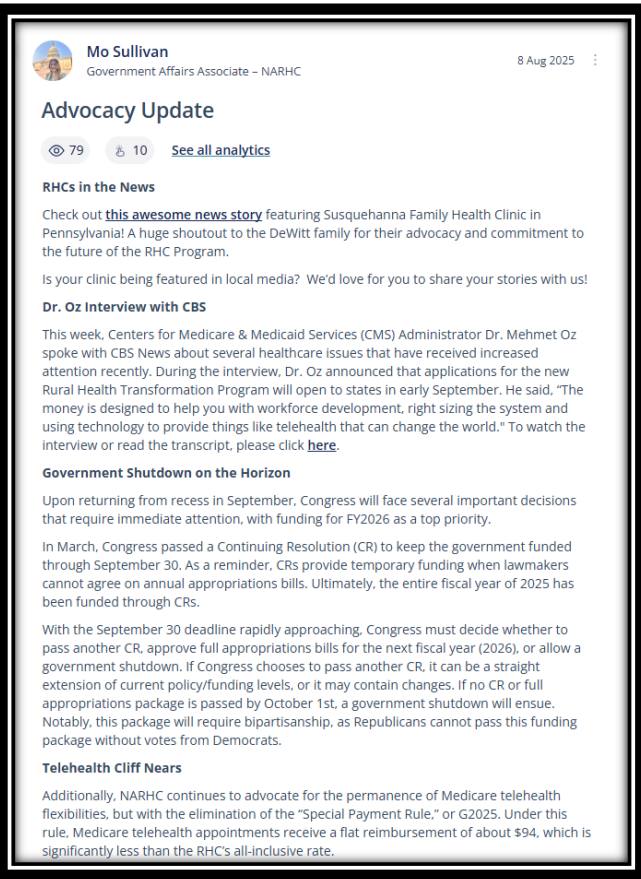 Mo Sullivan
Government Affairs Associate – NARHC
8 Aug 2025
Advocacy Update
79
10
See all analytics
RHCs in the News
Check out this awesome news story featuring Susquehanna Family Health Clinic in
Pennsylvania! A huge shoutout to the DeWitt family for their advocacy and commitment to
the future of the RHC Program.
Is your clinic being featured in local media?  We’d love for you to share your stories with us!
Dr. Oz Interview with CBS
This week, Centers for Medicare & Medicaid Services (CMS) Administrator Dr. Mehmet Oz
spoke with CBS News about several healthcare issues that have received increased
attention recently. During the interview, Dr. Oz announced that applications for the new
Rural Health Transformation Program will open to states in early September. He said, “The
money is designed to help you with workforce development, right sizing the system and
using technology to provide things like telehealth that can change the world." To watch the
interview or read the transcript, please click here.
Government Shutdown on the Horizon
Upon returning from recess in September, Congress will face several important decisions
that require immediate attention, with funding for FY2026 as a top priority.
In March, Congress passed a Continuing Resolution (CR) to keep the government funded
through September 30. As a reminder, CRs provide temporary funding when lawmakers
cannot agree on annual appropriations bills. Ultimately, the entire fiscal year of 2025 has
been funded through CRs.
With the September 30 deadline rapidly approaching, Congress must decide whether to
pass another CR, approve full appropriations bills for the next fiscal year (2026), or allow a
government shutdown. If Congress chooses to pass another CR, it can be a straight
extension of current policy/funding levels, or it may contain changes. If no CR or full
appropriations package is passed by October 1st, a government shutdown will ensue.
Notably, this package will require bipartisanship, as Republicans cannot pass this funding
package without votes from Democrats.
Telehealth Cliff Nears
Additionally, NARHC continues to advocate for the permanence of Medicare telehealth
flexibilities, but with the elimination of the “Special Payment Rule,” or G2025. Under this
rule, Medicare telehealth appointments receive a flat reimbursement of about $94, which is
significantly less than the RHC’s all-inclusive rate.